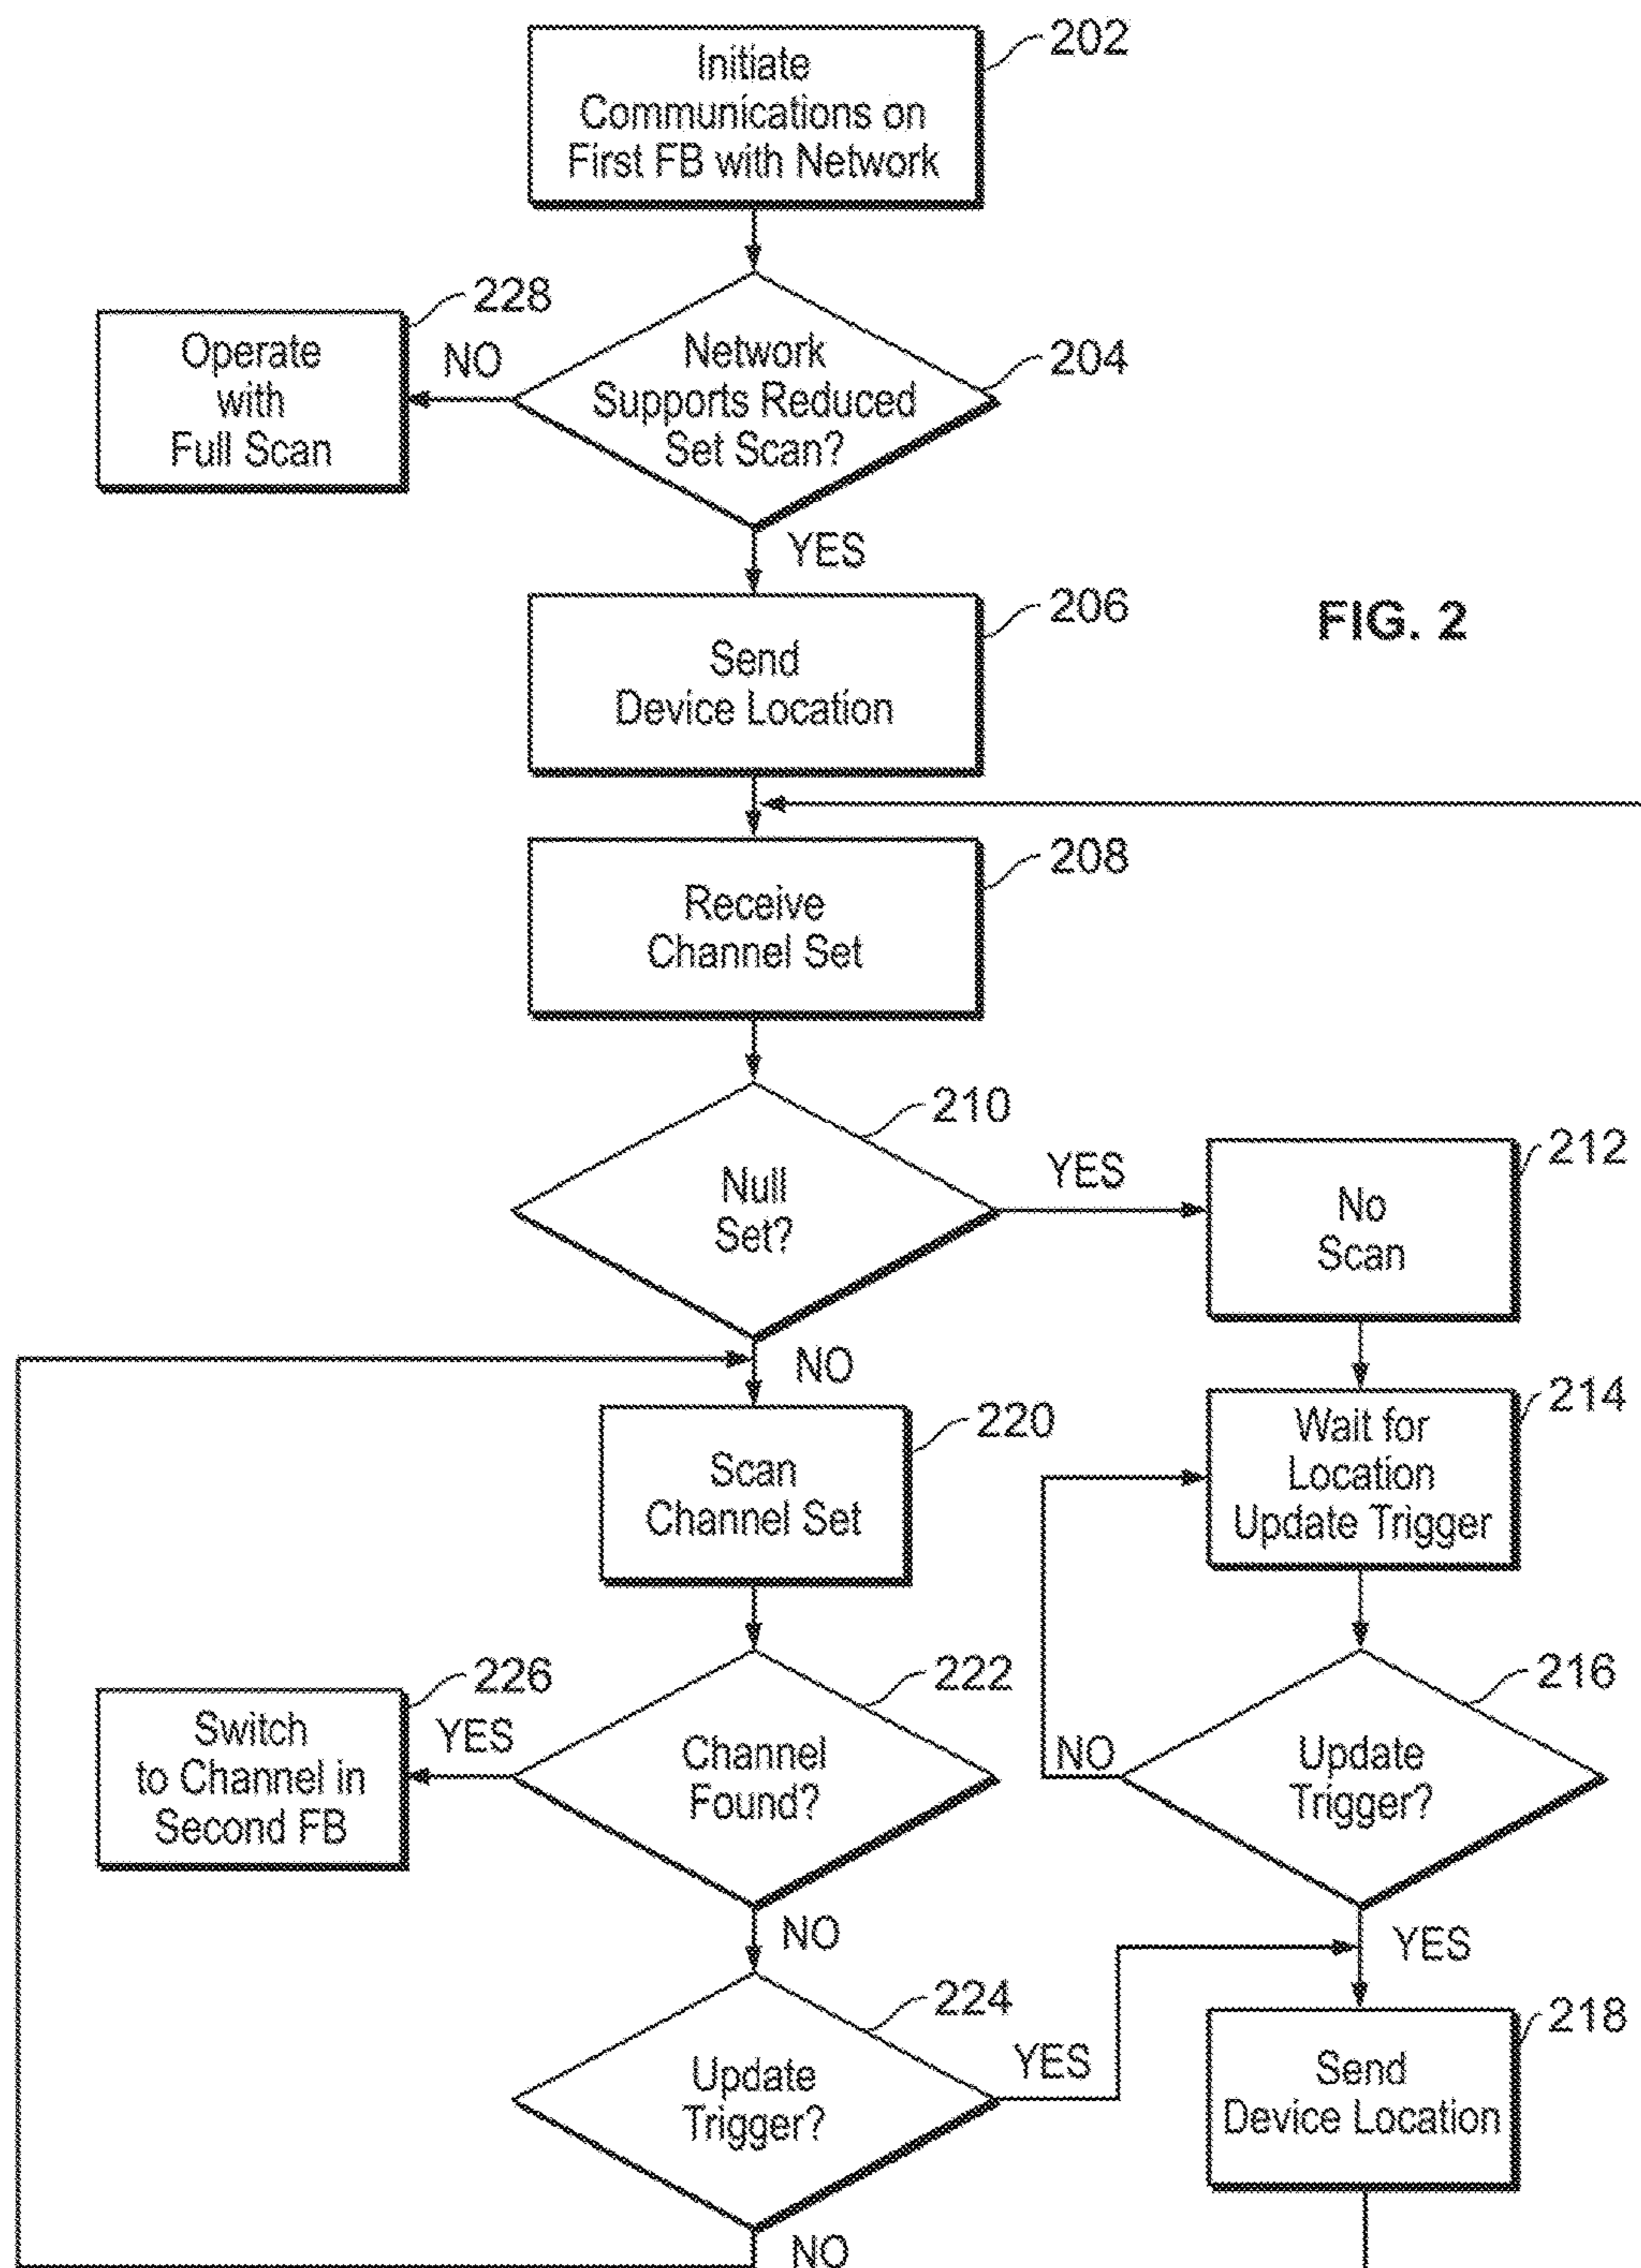 202
Initiate
Communications on
First FB with Network
228
Operate
with
Full Scan
NO
Network
Supports Reduced
Set Scan?
204
YES
206
Send
Device Location
FIG. 2
208
Receive
Channel Set
210
Null
Set?
YES
212
No
Scan
NO
220
Scan
Channel Set
214
Wait for
Location
Update Trigger
226
Switch
to Channel in
Second FB
YES
222
Channel
Found?
NO
216
Update
Trigger?
NO
YES
224
Update
Trigger?
YES
218
Send
Device Location
NO